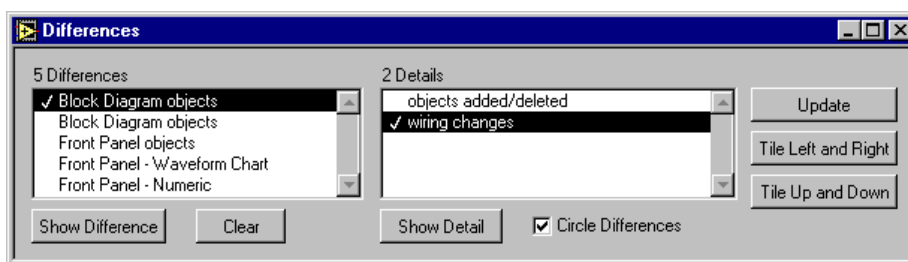 Differences
5 Differences
Block Diagram objects
Block Diagram objects
Front Panel objects
Front Panel - Waveform Chart
Front Panel - Numeric
Show Difference
Clear
2 Details
objects added/deleted
wiring changes
Show Detail
Circle Differences
Update
Tile Left and Right
Tile Up and Down